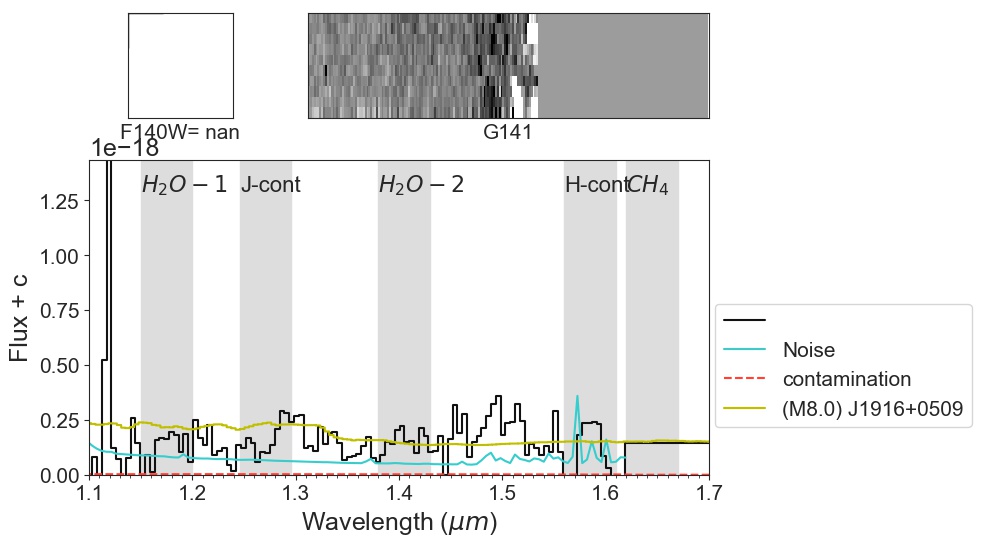 F140W= nan
G141
1e−18
H₂O − 1
J-cont
H₂O − 2
H-cont
CH₄
1.25
1.00
0.75
0.50
0.25
0.00
Flux + c
1.1
1.2
1.3
1.4
1.5
1.6
1.7
Wavelength (μm)
Noise
contamination
(M8.0) J1916+0509